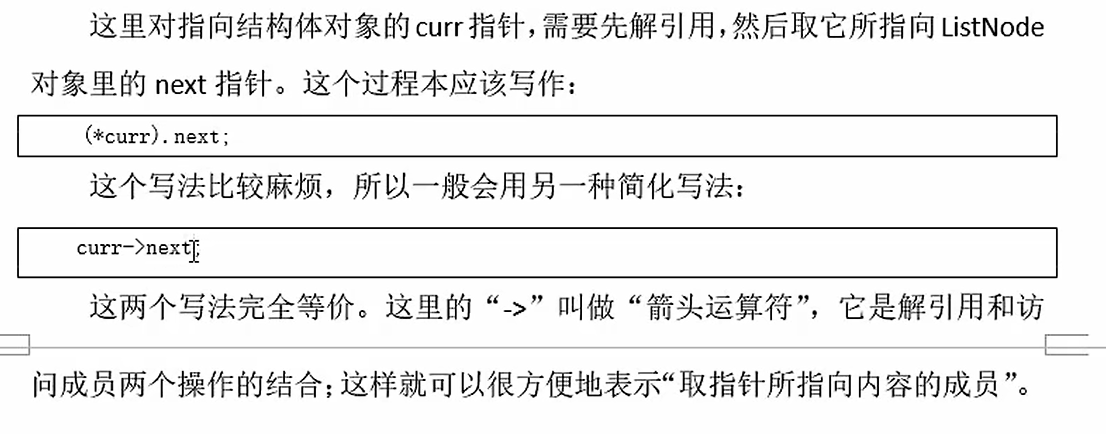 这里对指向结构体对象的 curr 指针，需要先解引用，然后取它所指向 ListNode
对象里的 next 指针。这个过程本应该写作：
(*curr).next;
这个写法比较麻烦，所以一般会用另一种简化写法：
curr->next;
这两个写法完全等价。这里的“->”叫做“箭头运算符”，它是解引用和访
问成员两个操作的结合；这样就可以很方便地表示“取指针所指向内容的成员”。